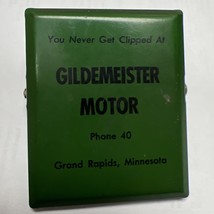 You Never Get Clipped At
GILDEMEISTER
MOTOR
Phone 40
Grand Rapids, Minnesota